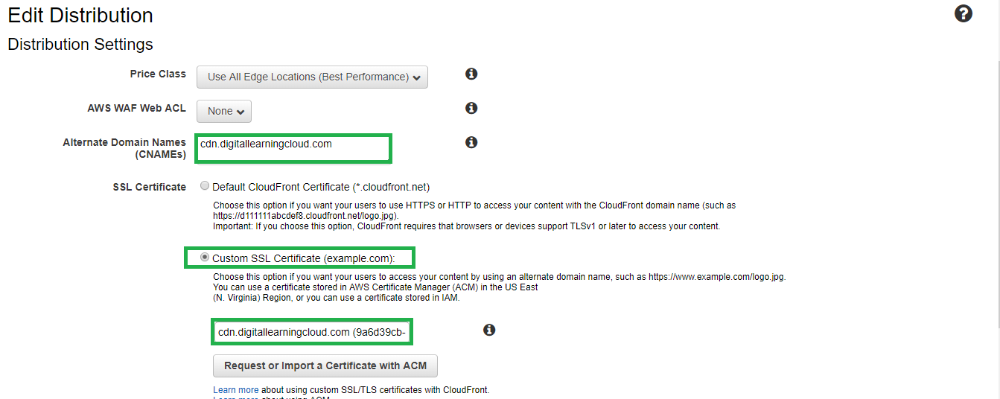 Edit Distribution
Distribution Settings
Price Class
Use All Edge Locations (Best Performance)
AWS WAF Web ACL
None
Alternate Domain Names
(CNAMEs)
cdn.digitallearningcloud.com
SSL Certificate
Default CloudFront Certificate (*.cloudfront.net)
Choose this option if you want your users to use HTTPS or HTTP to access your content with the CloudFront domain name (such as
https://d111111abcdef8.cloudfront.net/logo.jpg).
Important: If you choose this option, CloudFront requires that browsers or devices support TLSv1 or later to access your content.
Custom SSL Certificate (example.com):
Choose this option if you want your users to access your content by using an alternate domain name, such as https://www.example.com/logo.jpg.
You can use a certificate stored in AWS Certificate Manager (ACM) in the US East
(N. Virginia) Region, or you can use a certificate stored in IAM.
cdn.digitallearningcloud.com (9a6d39cb-
Request or Import a Certificate with ACM
Learn more about using custom SSL/TLS certificates with CloudFront.
Learn more about using ACM